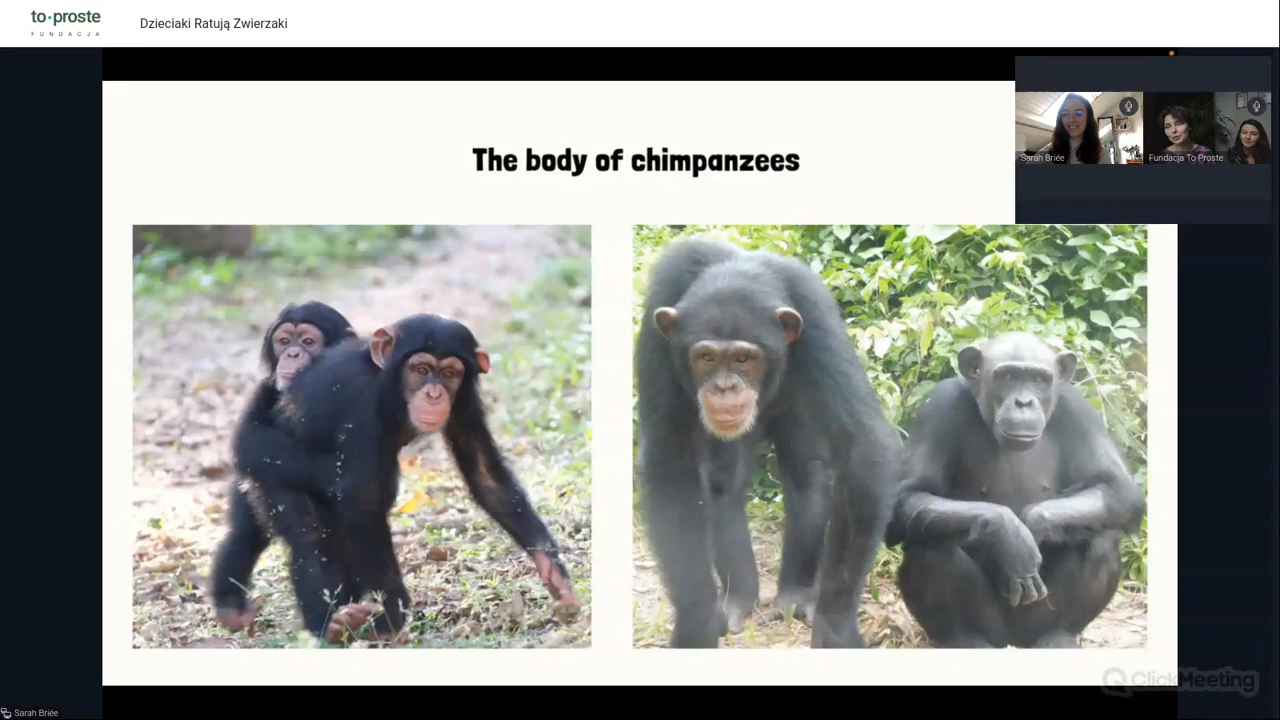 to·proste
FUNDACJA
Dzieciaki Ratują Zwierzaki
The body of chimpanzees
Sarah Briée
Fundacja To Proste
ClickMeeting
Sarah Briée